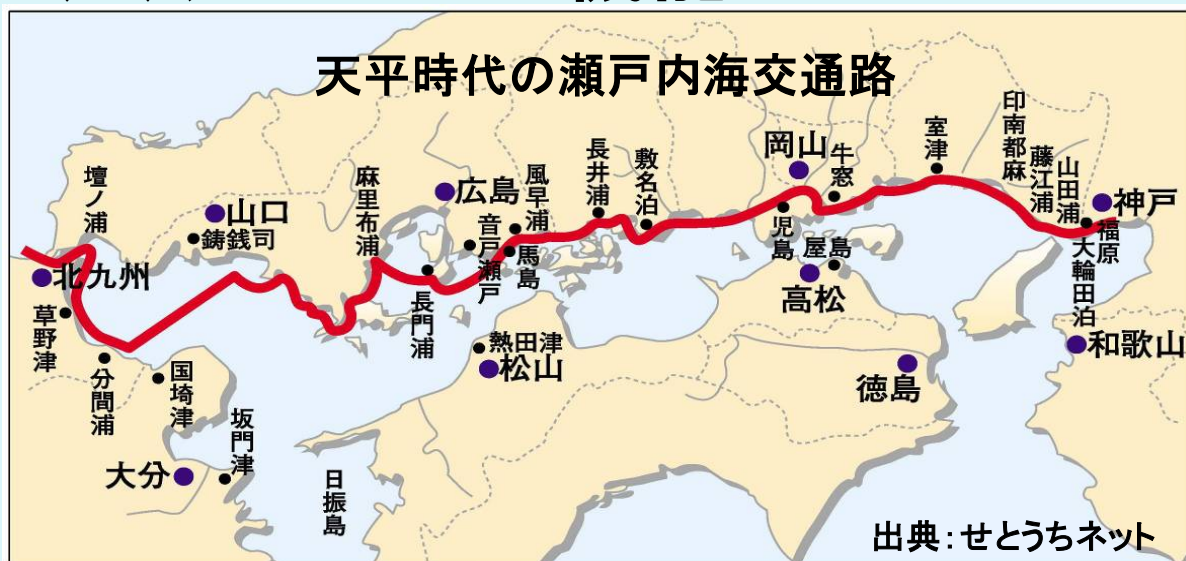 天平時代の瀬戸内海交通路
壇ノ浦
山口
鋳銭司
北九州
草野津
分間浦
国埼津
坂門津
大分
日振島
麻里布浦
広島
長門浦
音戸瀬戸
風早浦
馬島
熱田津
松山
長井浦
敷名泊
岡山
牛窓
児島
屋島
高松
徳島
室津
印南都麻
藤江浦
山田浦
神戸
福原
大輪田泊
和歌山
出典：せとうちネット